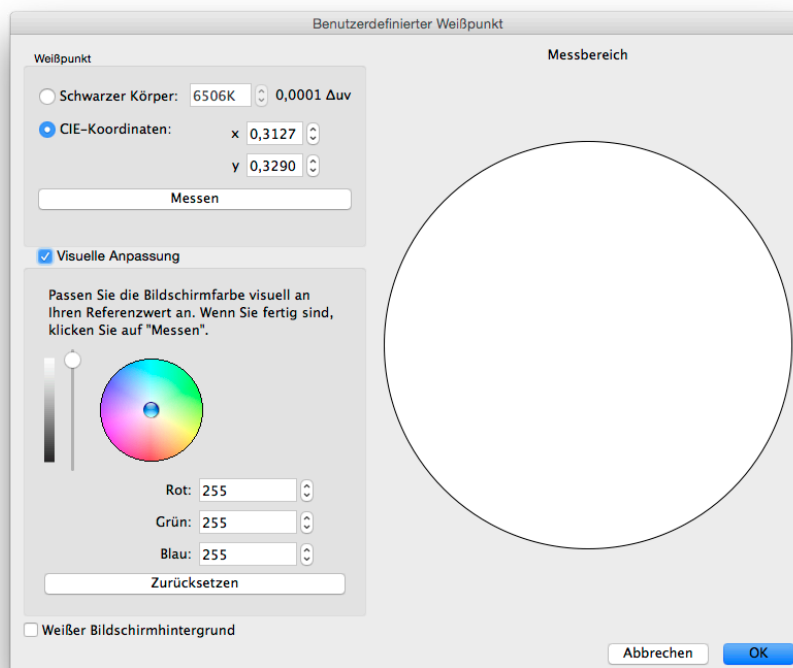 Benutzerdefinierter Weißpunkt
Weißpunkt
Schwarzer Körper: 6506K 0,0001 Δuv
CIE-Koordinaten: x 0,3127
y 0,3290
Messen
Visuelle Anpassung
Passen Sie die Bildschirmfarbe visuell an
Ihren Referenzwert an. Wenn Sie fertig sind,
klicken Sie auf "Messen".
Rot: 255
Grün: 255
Blau: 255
Zurücksetzen
Weißer Bildschirmhintergrund
Messbereich
Abbrechen
OK